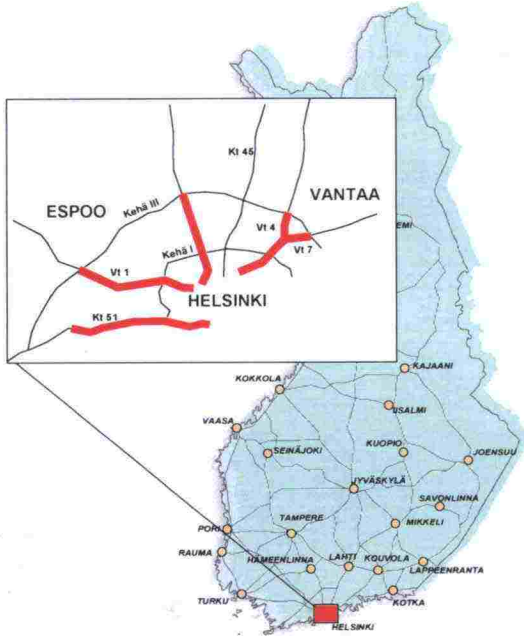 Kt 45
VANTAA
ESPOO
Kehä III
Vt 4
Kehä I
Vt 7
Vt 1
HELSINKI
Kt 51
EMI
KAJAANI
KOKKOLA
IISALMI
VAASA
SEINÄJOKI
KUOPIO
JOENSUU
JYVÄSKYLÄ
SAVONLINNA
PORI
TAMPERE
MIKKELI
RAUMA
HÄMEENLINNA
LAHTI
KOUVOLA
LAPPEENRANTA
TURKU
KOTKA
HELSINKI